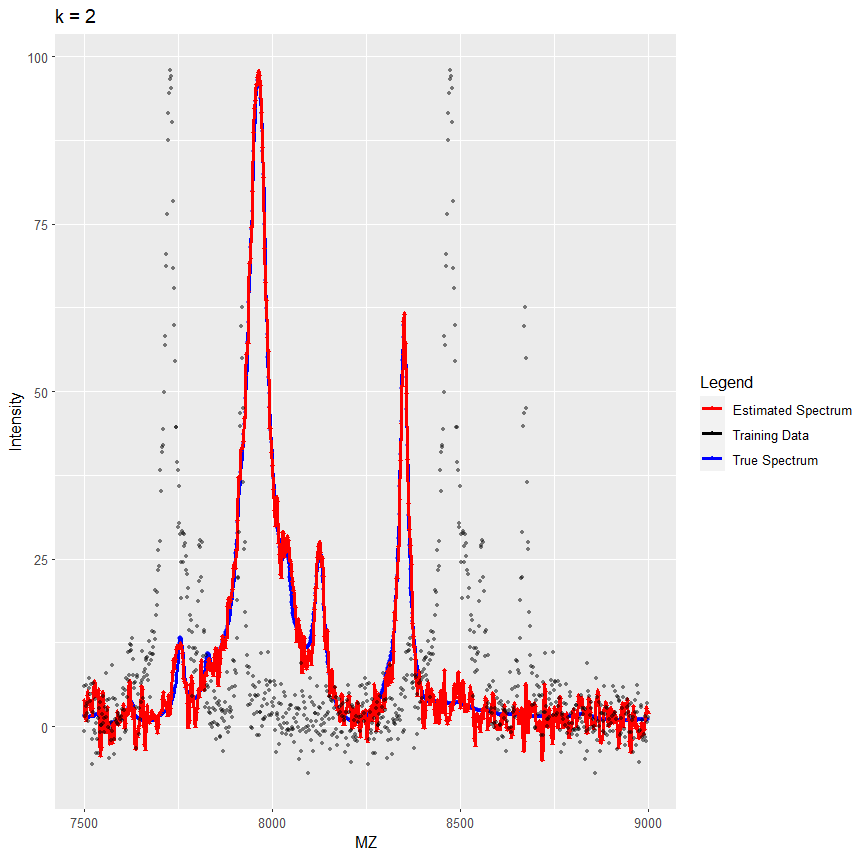 k = 2
100
75
50
25
0
Intensity
7500 8000 8500 9000
MZ
Legend
Estimated Spectrum
Training Data
True Spectrum